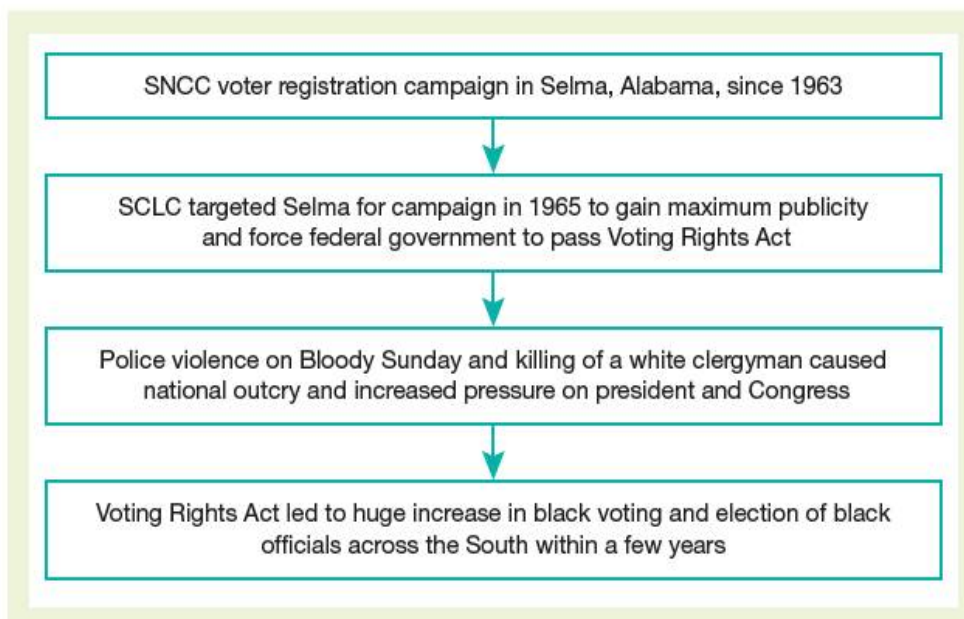 SNCC voter registration campaign in Selma, Alabama, since 1963
SCLC targeted Selma for campaign in 1965 to gain maximum publicity
and force federal government to pass Voting Rights Act
Police violence on Bloody Sunday and killing of a white clergyman caused
national outcry and increased pressure on president and Congress
Voting Rights Act led to huge increase in black voting and election of black
officials across the South within a few years